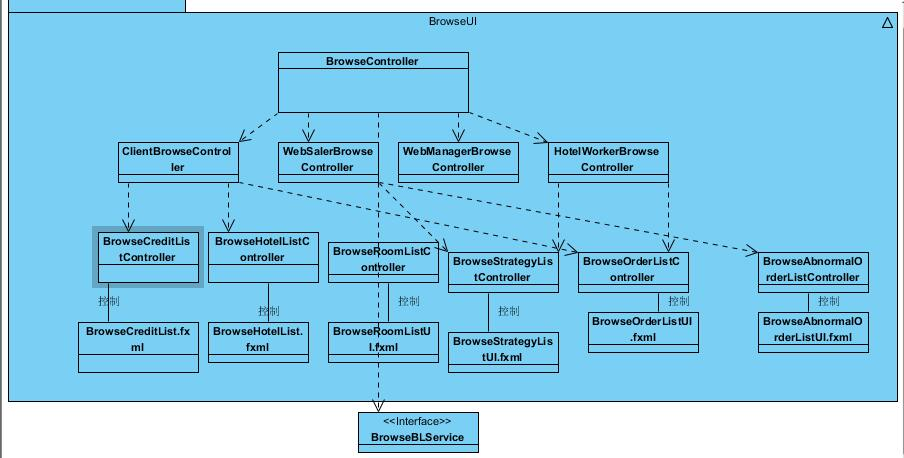 BrowseUI
BrowseController
ClientBrowseControl
ler
WebSalerBrowse
Controller
WebManagerBrowse
Controller
HotelWorkerBrowse
Controller
BrowseCreditLis
tController
BrowseHotelListC
ontroller
BrowseRoomListC
ontroller
BrowseStrategyLis
tController
BrowseOrderListC
ontroller
BrowseAbnormalO
rderListController
控制
控制
控制
控制
控制
控制
BrowseCreditList.fx
ml
BrowseHotelList.
fxml
BrowseRoomListU
I.fxml
BrowseStrategyLis
tUI.fxml
BrowseOrderListUI
.fxml
BrowseAbnormalO
rderListUI.fxml
<<Interface>>
BrowseBLService